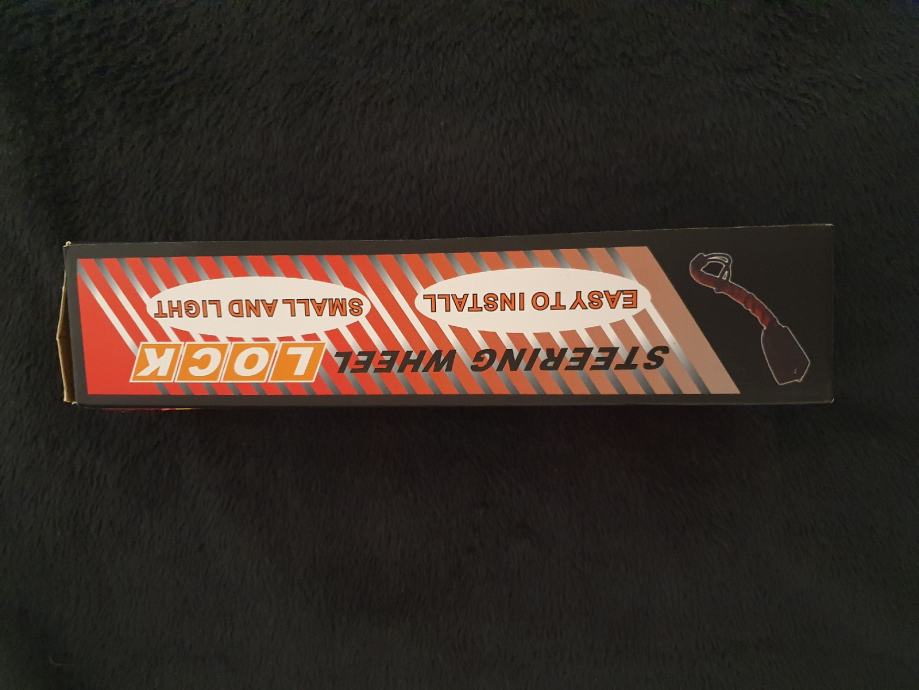 STEERING WHEEL LOCK
EASY TO INSTALL
SMALL AND LIGHT